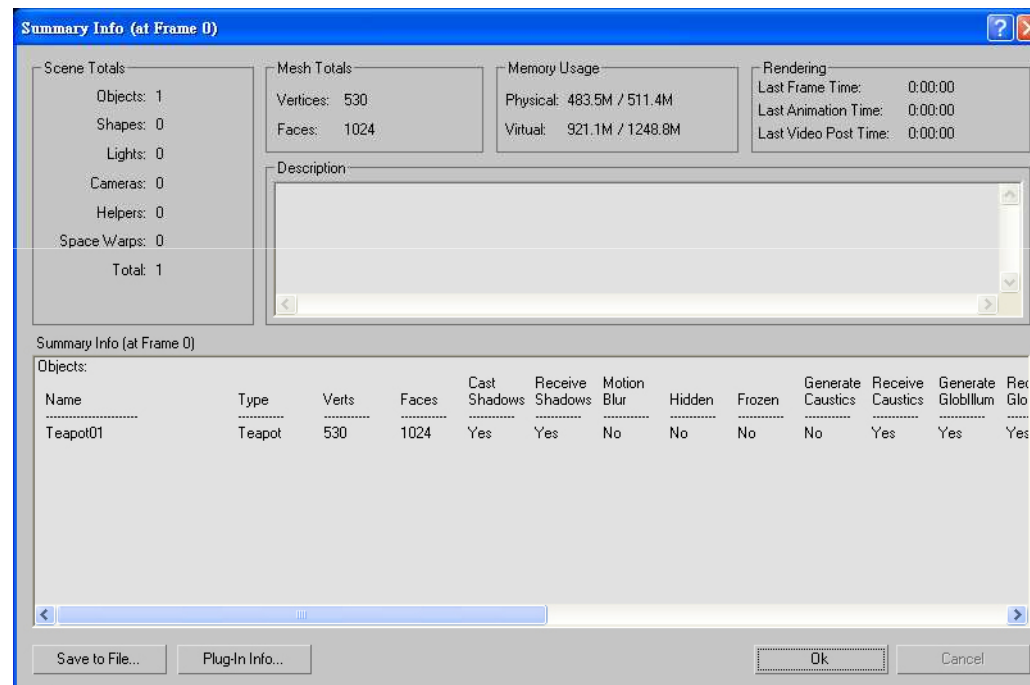 Summary Info (at Frame 0)
Scene Totals
Objects: 1
Shapes: 0
Lights: 0
Cameras: 0
Helpers: 0
Space Warps: 0
Total: 1
Mesh Totals
Vertices: 530
Faces: 1024
Memory Usage
Physical: 483.5M / 511.4M
Virtual: 921.1M / 1248.8M
Rendering
Last Frame Time: 0:00:00
Last Animation Time: 0:00:00
Last Video Post Time: 0:00:00
Description
Summary Info (at Frame 0)
Objects:
Name Type Verts Faces Cast Shadows Receive Shadows Motion Blur Hidden Frozen Generate Caustics Receive Caustics Generate GlobIllum Rec Glo
Teapot01 Teapot 530 1024 Yes Yes No No No No Yes Yes Yes
Save to File... Plug-In Info... Ok Cancel